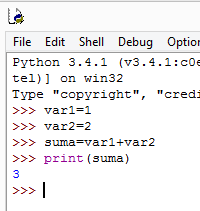 File Edit Shell Debug Option
Python 3.4.1 (v3.4.1:c0e
tel)] on win32
Type "copyright", "credi
>>> var1=1
>>> var2=2
>>> suma=var1+var2
>>> print(suma)
3
>>>